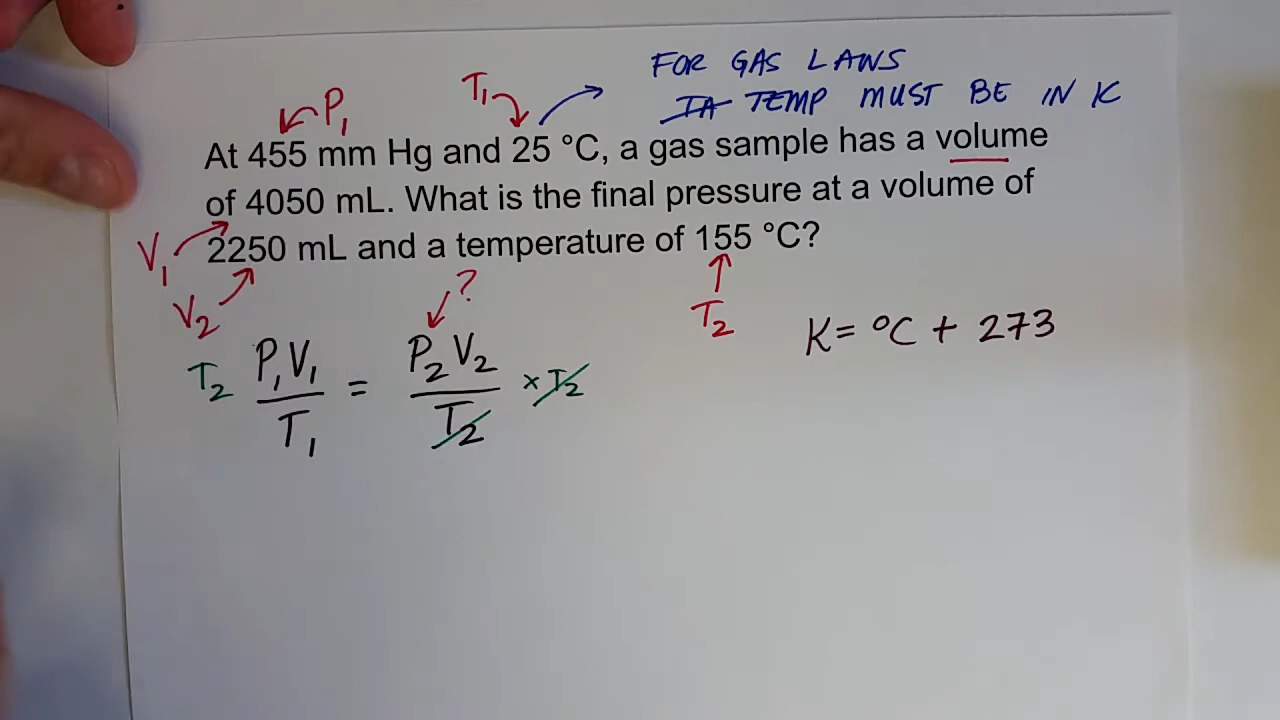 FOR GAS LAWS
T1
IA TEMP MUST BE IN K
P1
At 455 mm Hg and 25 °C, a gas sample has a volume
of 4050 mL. What is the final pressure at a volume of
V1
2250 mL and a temperature of 155 °C?
V2
?
T2
K = °C + 273
T2 P1V1 / T1 = P2V2 / T2 × T2